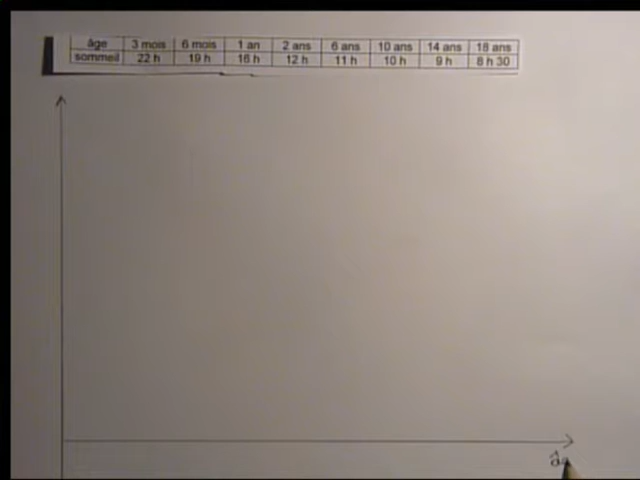 âge 3 mois 6 mois 1 an 2 ans 6 ans 10 ans 14 ans 18 ans
sommeil 22 h 19 h 16 h 12 h 11 h 10 h 9 h 8 h 30